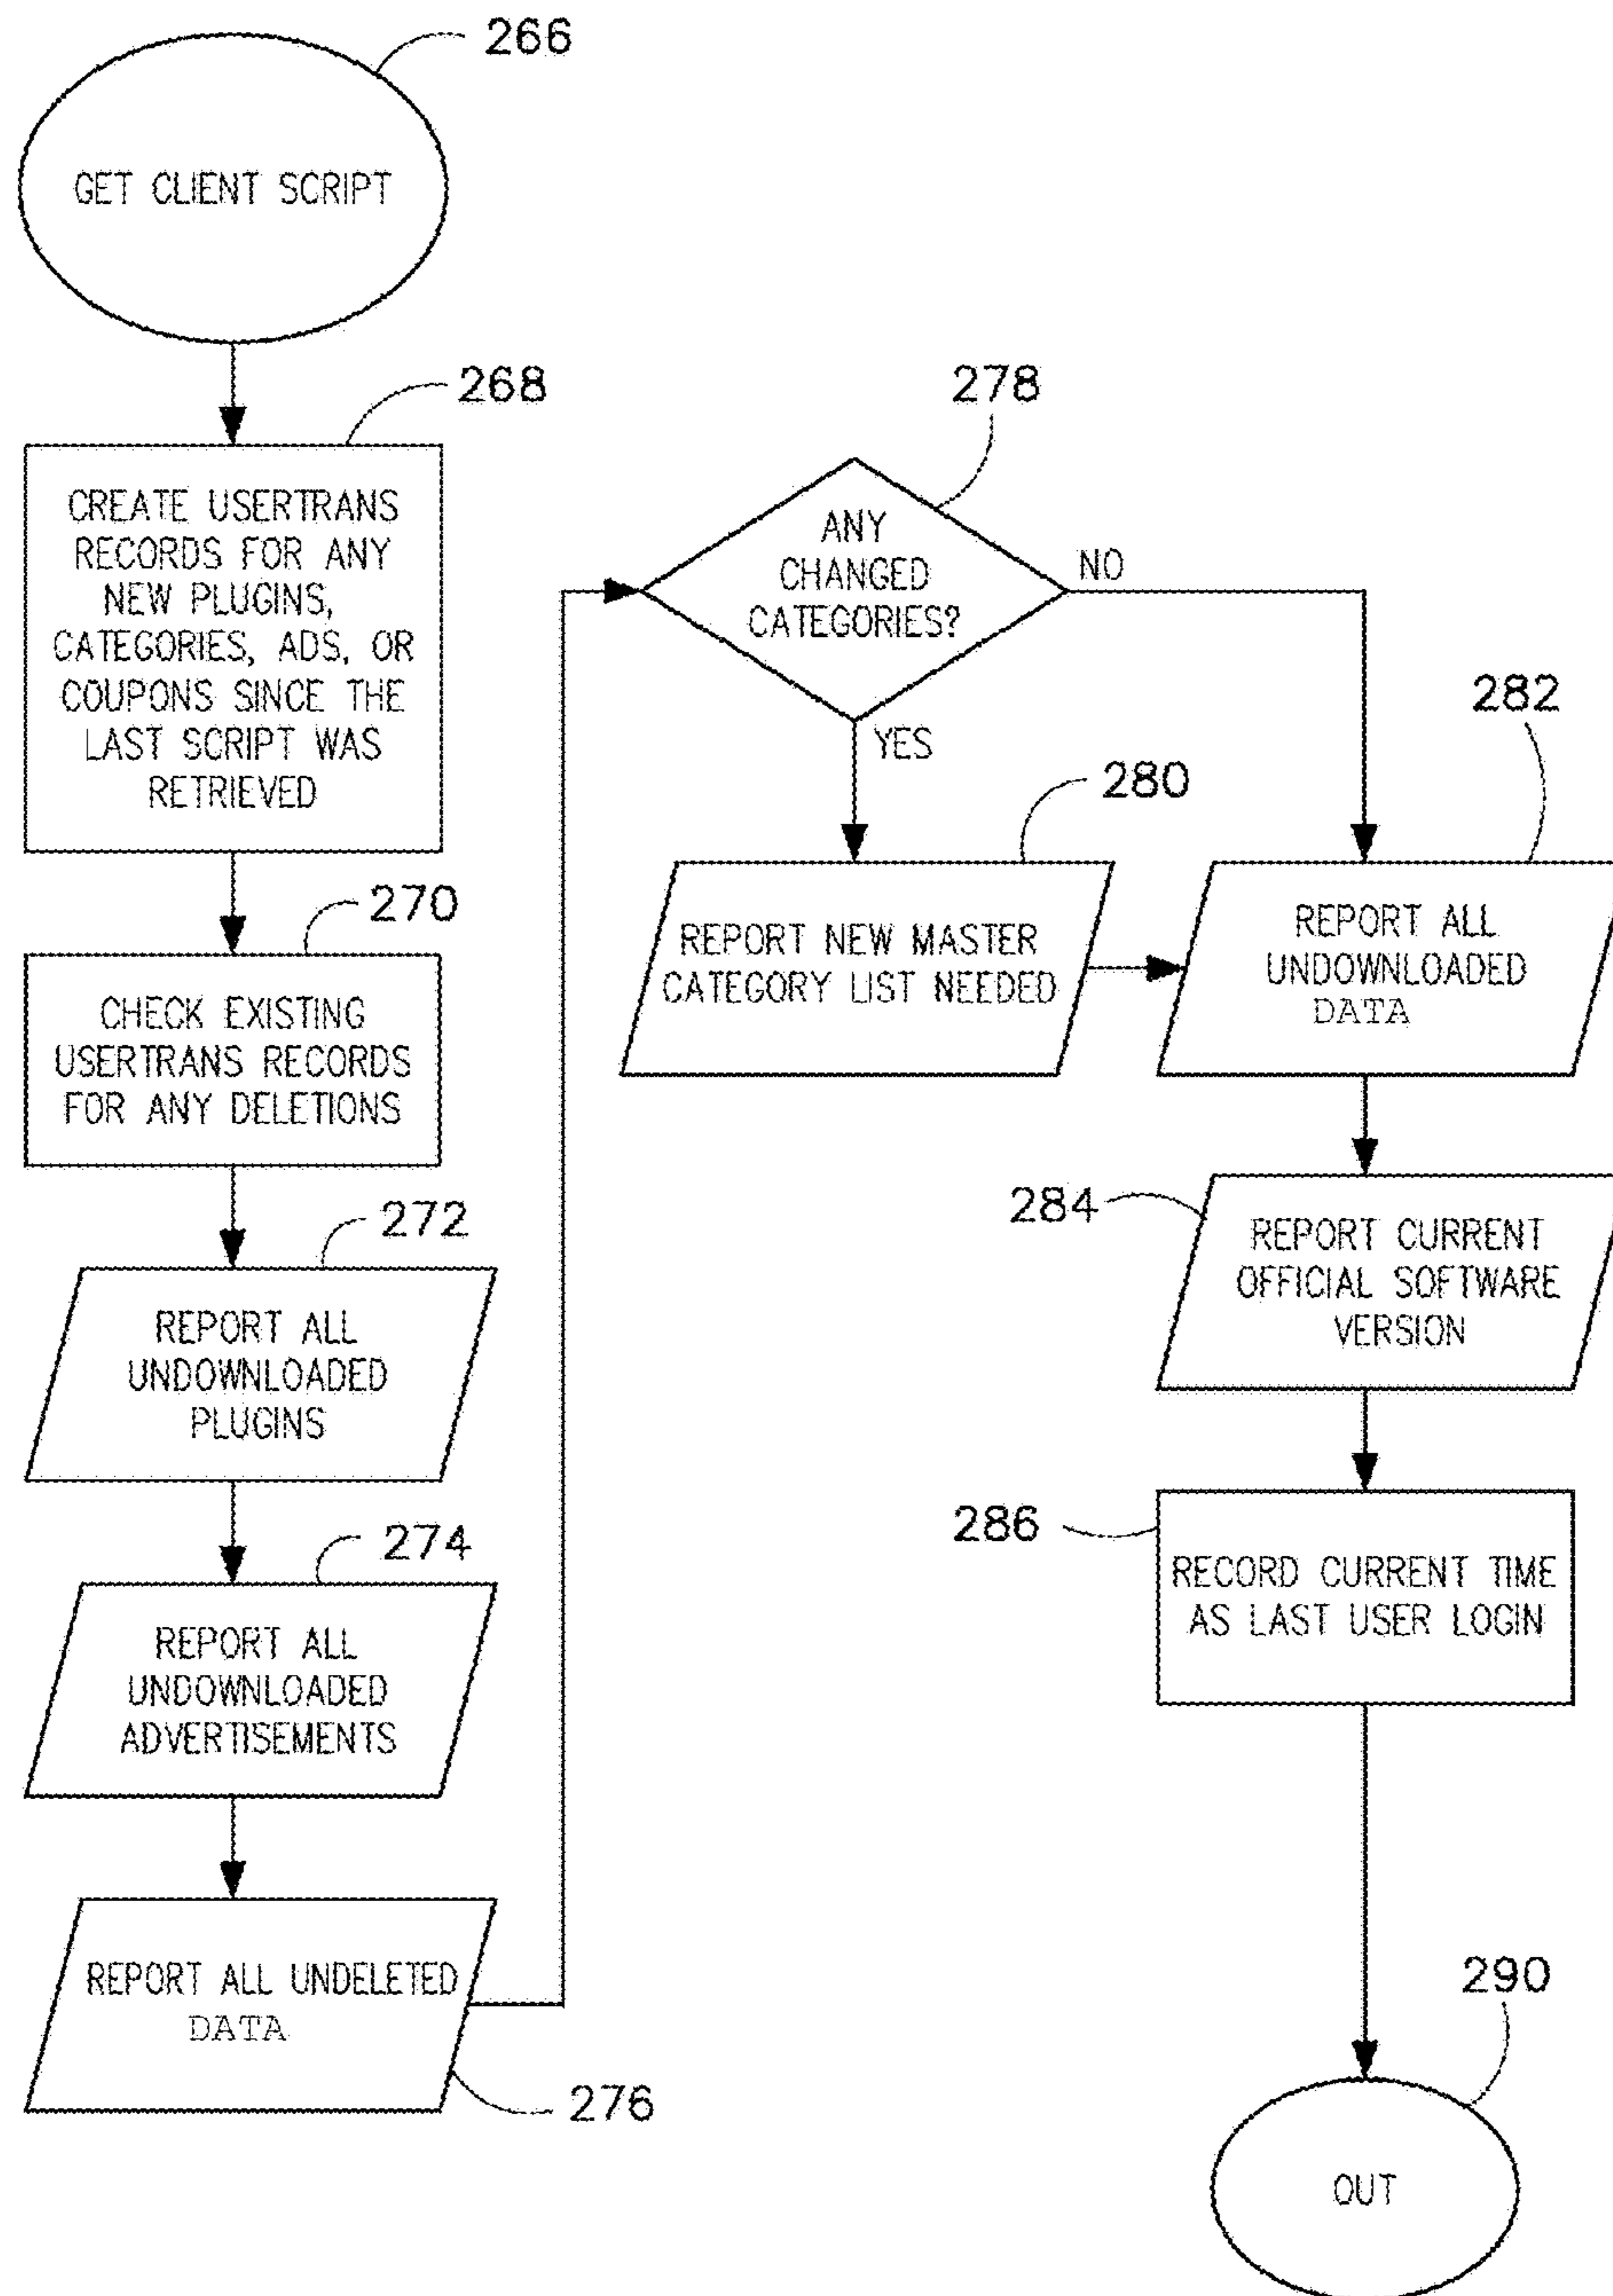 266
GET CLIENT SCRIPT
268
CREATE USERTRANS
RECORDS FOR ANY
NEW PLUGINS,
CATEGORIES, ADS, OR
COUPONS SINCE THE
LAST SCRIPT WAS
RETRIEVED
270
CHECK EXISTING
USERTRANS RECORDS
FOR ANY DELETIONS
272
REPORT ALL
UNDOWNLOADED
PLUGINS
274
REPORT ALL
UNDOWNLOADED
ADVERTISEMENTS
REPORT ALL UNDELETED
DATA
276
278
ANY
CHANGED
CATEGORIES?
NO
YES
280
REPORT NEW MASTER
CATEGORY LIST NEEDED
282
REPORT ALL
UNDOWNLOADED
DATA
284
REPORT CURRENT
OFFICIAL SOFTWARE
VERSION
286
RECORD CURRENT TIME
AS LAST USER LOGIN
290
OUT